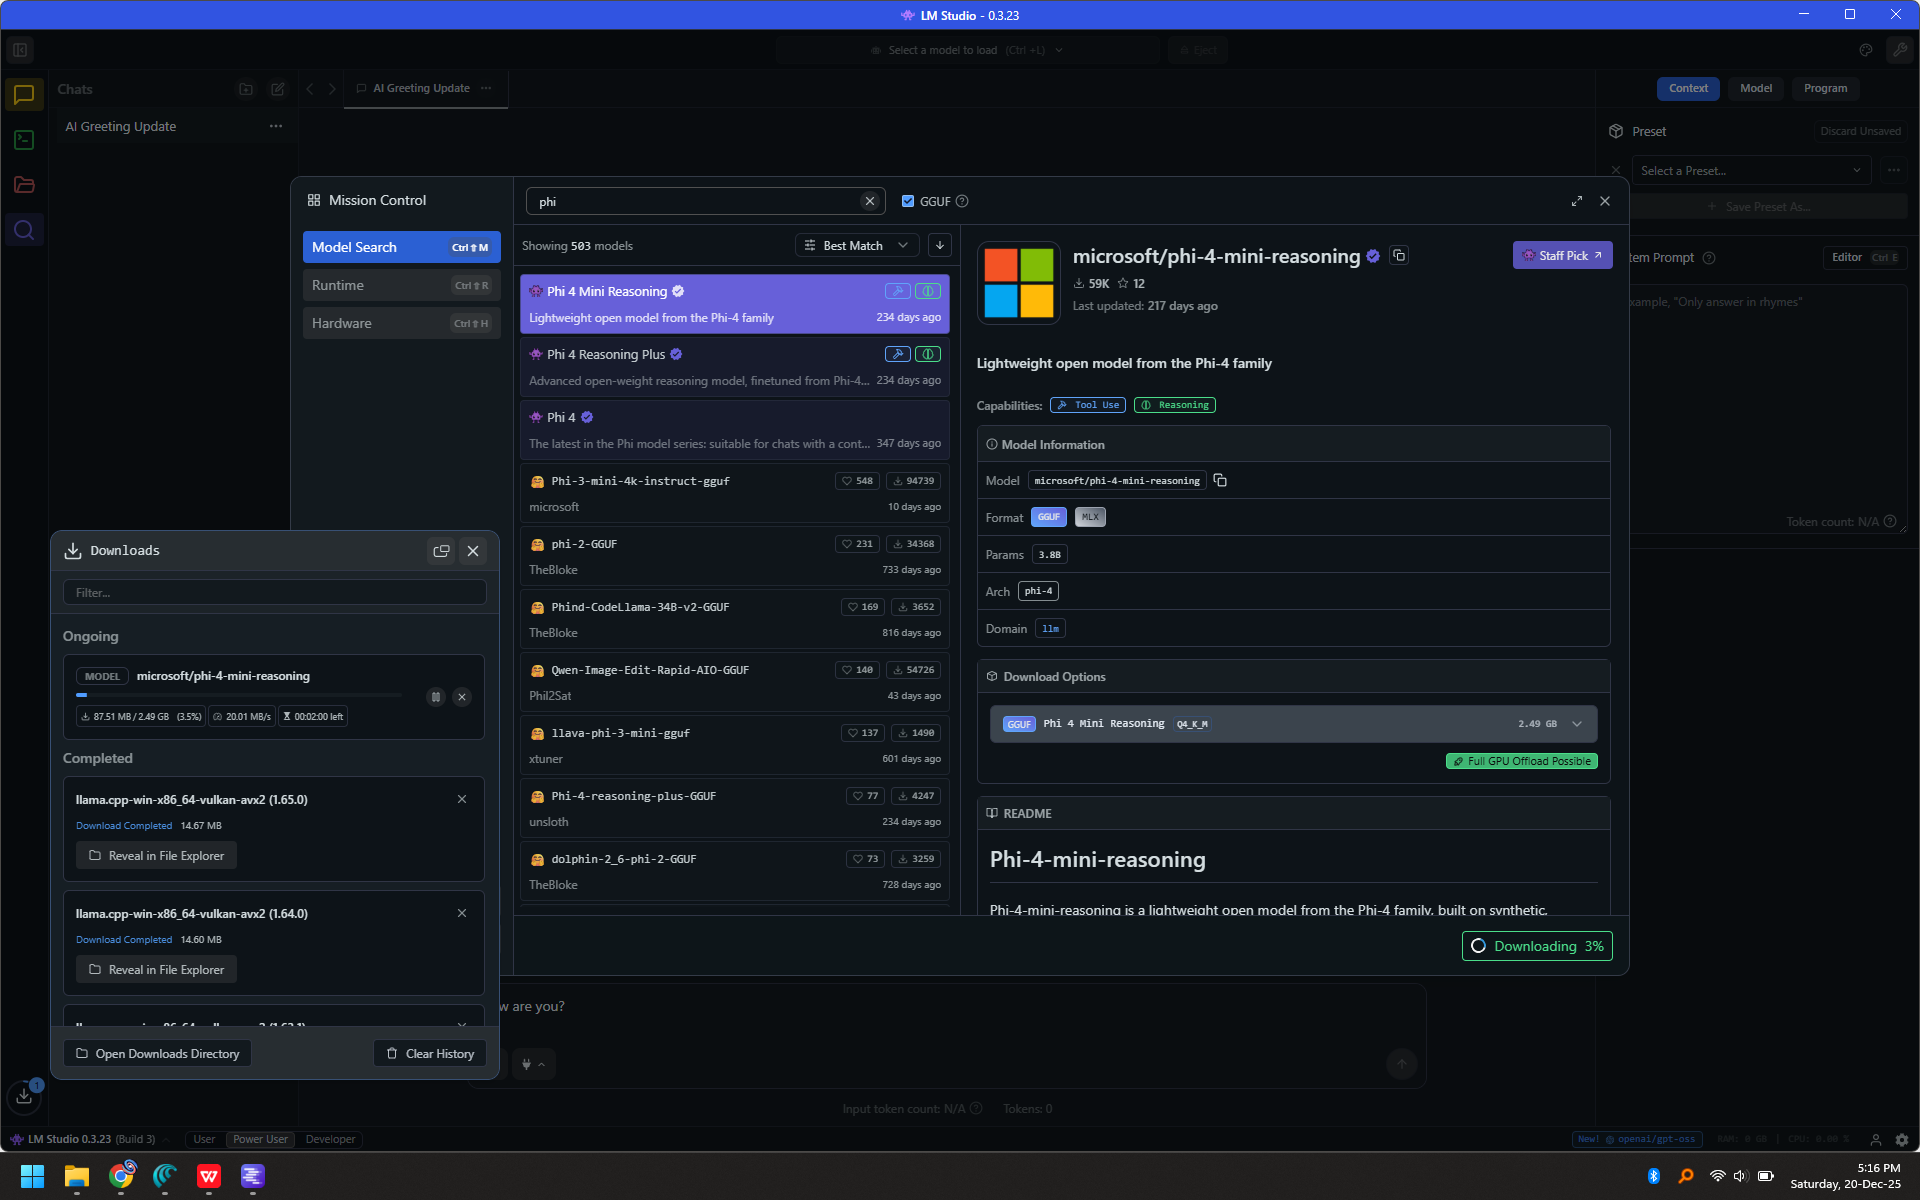 LM Studio - 0.3.23
Select a model to load (Ctrl +L)
Eject
Chats
AI Greeting Update
Context
Model
Program
AI Greeting Update
Preset
Discard Unsaved
Select a Preset...
Save Preset As...
Mission Control
phi
GGUF
Model Search Ctrl⇧M
Runtime Ctrl⇧R
Hardware Ctrl⇧H
Showing 503 models
Best Match
Phi 4 Mini Reasoning
Lightweight open model from the Phi-4 family
234 days ago
Phi 4 Reasoning Plus
Advanced open-weight reasoning model, finetuned from Phi-4...
234 days ago
Phi 4
The latest in the Phi model series: suitable for chats with a cont...
347 days ago
Phi-3-mini-4k-instruct-gguf
548
94739
microsoft
10 days ago
phi-2-GGUF
231
34368
TheBloke
733 days ago
Phind-CodeLlama-34B-v2-GGUF
169
3652
TheBloke
816 days ago
Qwen-Image-Edit-Rapid-AIO-GGUF
140
54726
Phil2Sat
43 days ago
llava-phi-3-mini-gguf
137
1490
xtuner
601 days ago
Phi-4-reasoning-plus-GGUF
77
4247
unsloth
234 days ago
dolphin-2_6-phi-2-GGUF
73
3259
TheBloke
728 days ago
microsoft/phi-4-mini-reasoning
Staff Pick
59K
12
Last updated: 217 days ago
Lightweight open model from the Phi-4 family
Capabilities:
Tool Use
Reasoning
Model Information
Model microsoft/phi-4-mini-reasoning
Format GGUF MLX
Params 3.8B
Arch phi-4
Domain llm
Download Options
GGUF Phi 4 Mini Reasoning Q4_K_M
2.49 GB
Full GPU Offload Possible
README
Phi-4-mini-reasoning
Phi-4-mini-reasoning is a lightweight open model from the Phi-4 family, built on synthetic,
Downloading 3%
tem Prompt
Editor Ctrl E
xample, "Only answer in rhymes"
Token count: N/A
Downloads
Filter...
Ongoing
MODEL microsoft/phi-4-mini-reasoning
87.51 MB / 2.49 GB (3.5%)
20.01 MB/s
00:02:00 left
Completed
llama.cpp-win-x86_64-vulkan-avx2 (1.65.0)
Download Completed 14.67 MB
Reveal in File Explorer
llama.cpp-win-x86_64-vulkan-avx2 (1.64.0)
Download Completed 14.60 MB
Reveal in File Explorer
Open Downloads Directory
Clear History
w are you?
Input token count: N/A
Tokens: 0
1
LM Studio 0.3.23 (Build 3)
User
Power User
Developer
New! openai/gpt-oss
RAM: 0 GB | CPU: 0.00 %
5:16 PM
Saturday, 20-Dec-25